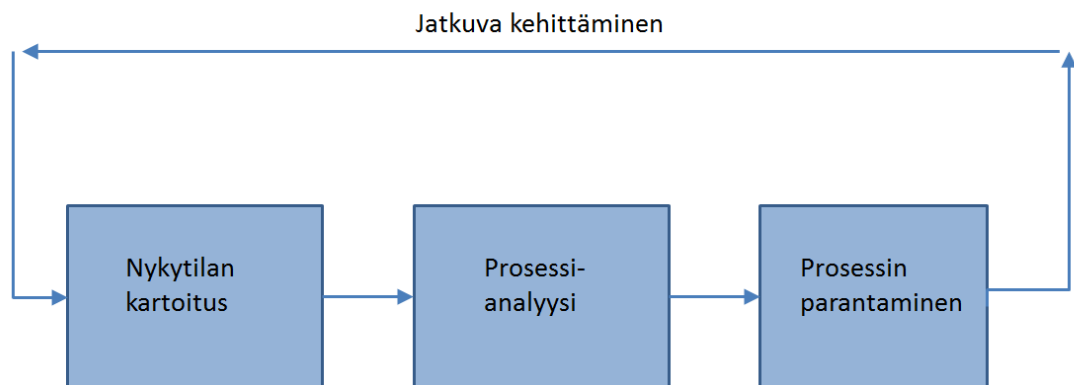 Jatkuva kehittäminen
Nykytilan
kartoitus
Prosessi-
analyysi
Prosessin
parantaminen